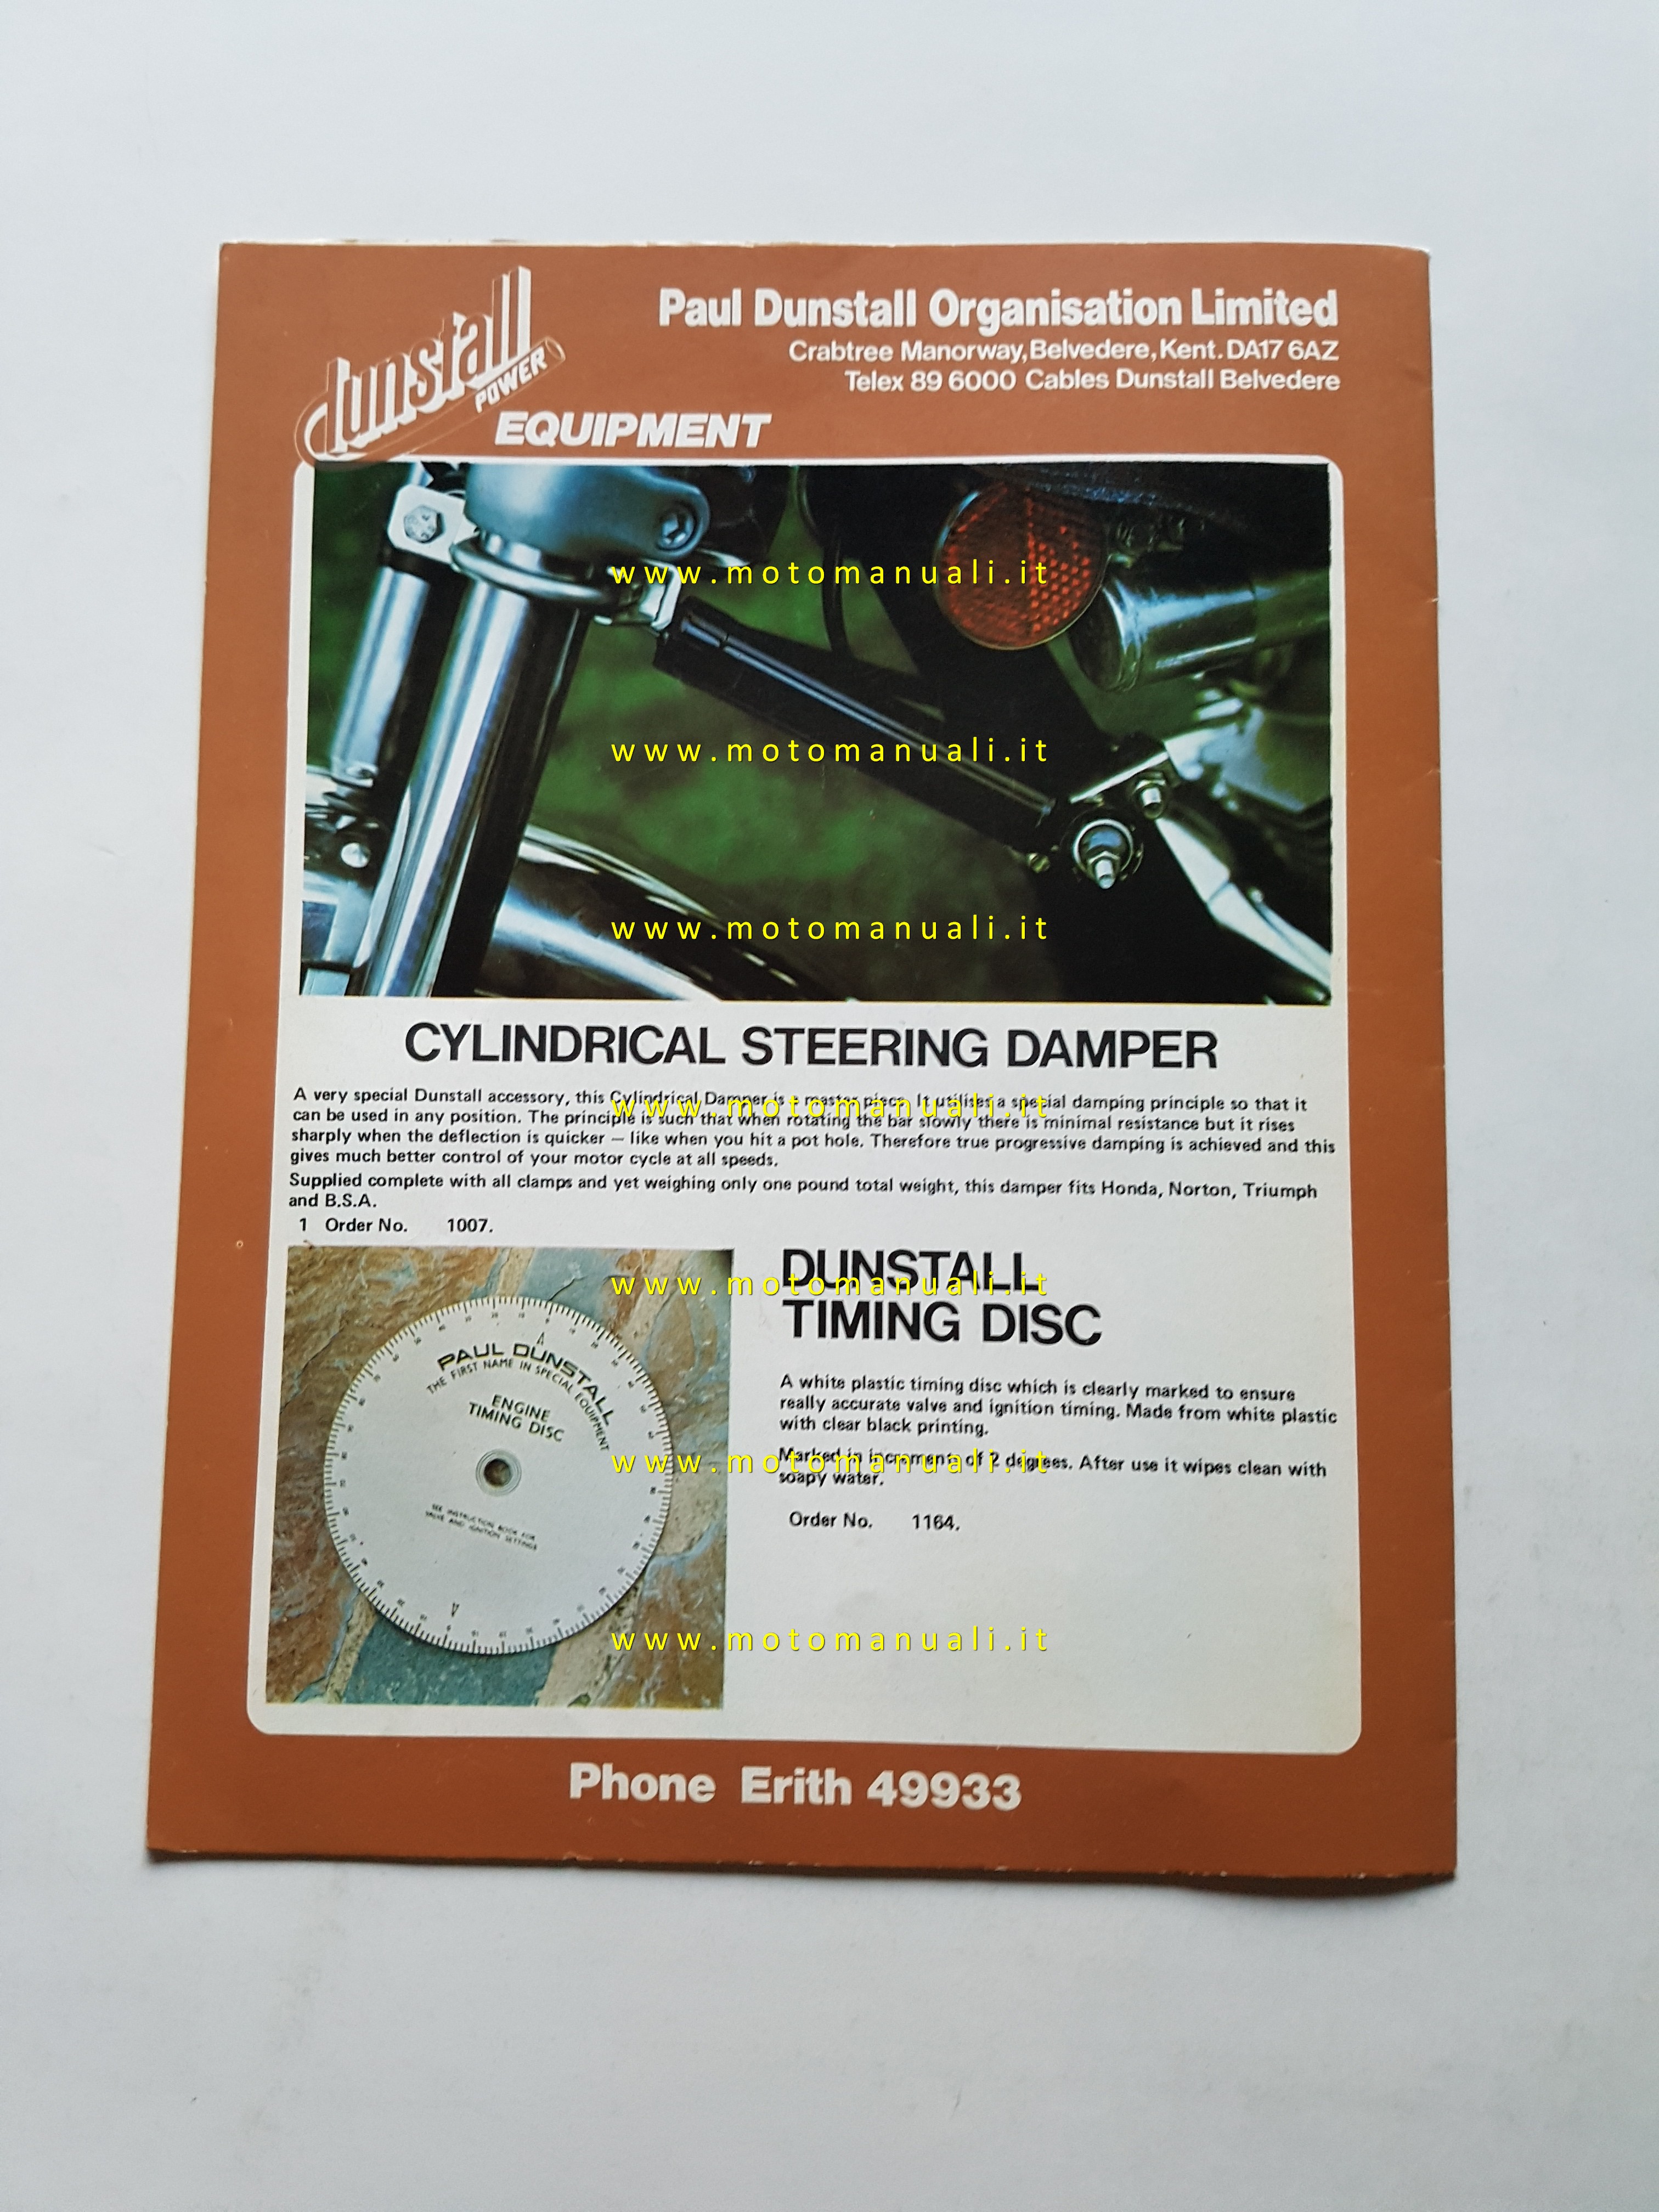 dunstall
POWER
EQUIPMENT
Paul Dunstall Organisation Limited
Crabtree Manorway, Belvedere, Kent. DA17 6AZ
Telex 89 6000 Cables Dunstall Belvedere
www.motomanuali.it
www.motomanuali.it
www.motomanuali.it
CYLINDRICAL STEERING DAMPER
A very special Dunstall accessory, this Cylindrical Damper is a master piece. It utilises a special damping principle so that it
www.motomanuali.it
can be used in any position. The principle is such that when rotating the bar slowly there is minimal resistance but it rises
sharply when the deflection is quicker — like when you hit a pot hole. Therefore true progressive damping is achieved and this
gives much better control of your motor cycle at all speeds.
Supplied complete with all clamps and yet weighing only one pound total weight, this damper fits Honda, Norton, Triumph
and B.S.A.
1 Order No. 1007.
PAUL DUNSTALL
THE FIRST NAME IN SPECIAL EQUIPMENT
ENGINE
TIMING DISC
SEE INSTRUCTION BOOK FOR
VALVE AND IGNITION SETTINGS
DUNSTALL
www.motomanuali.it
TIMING DISC
A white plastic timing disc which is clearly marked to ensure
really accurate valve and ignition timing. Made from white plastic
with clear black printing.
Marked in increments of 2 degrees. After use it wipes clean with
www.motomanuali.it
soapy water.
Order No. 1164.
www.motomanuali.it
Phone Erith 49933